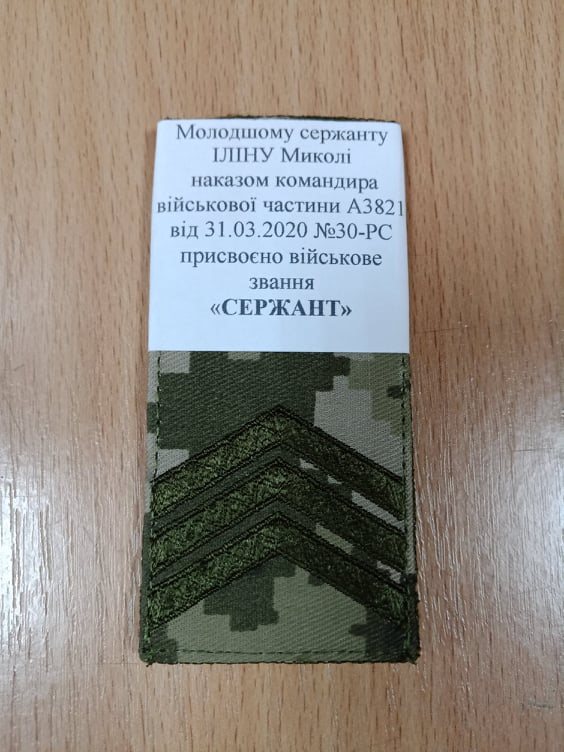 Молодшому сержанту
ІЛІНУ Миколі
наказом командира
військової частини А3821
від 31.03.2020 №30-РС
присвоєно військове
звання
«СЕРЖАНТ»